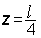 z = l/4